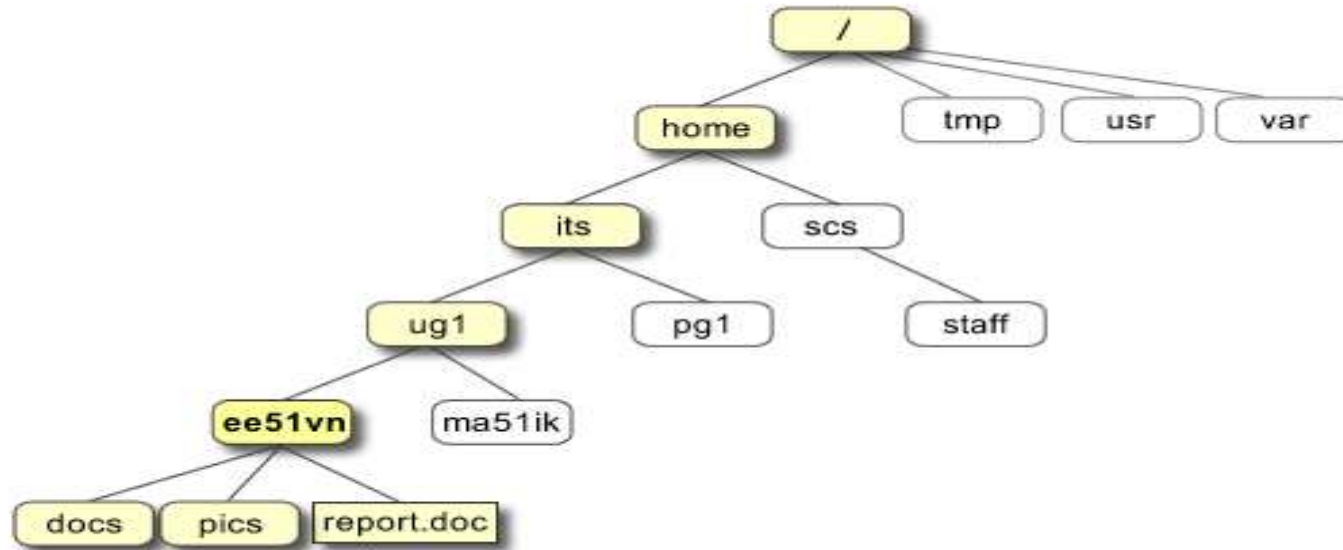 /
home
tmp
usr
var
its
scs
ug1
pg1
staff
ee51vn
ma51ik
docs
pics
report.doc